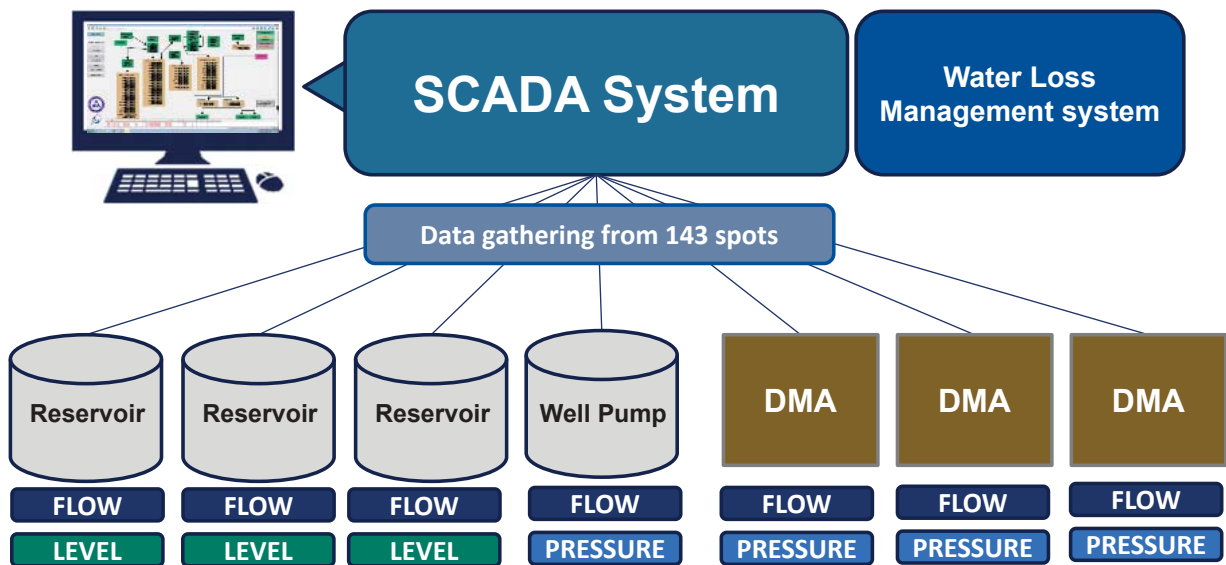 SCADA System
Water Loss
Management system
Data gathering from 143 spots
Reservoir
Reservoir
Reservoir
Well Pump
DMA
DMA
DMA
FLOW
FLOW
FLOW
FLOW
FLOW
FLOW
FLOW
LEVEL
LEVEL
LEVEL
PRESSURE
PRESSURE
PRESSURE
PRESSURE